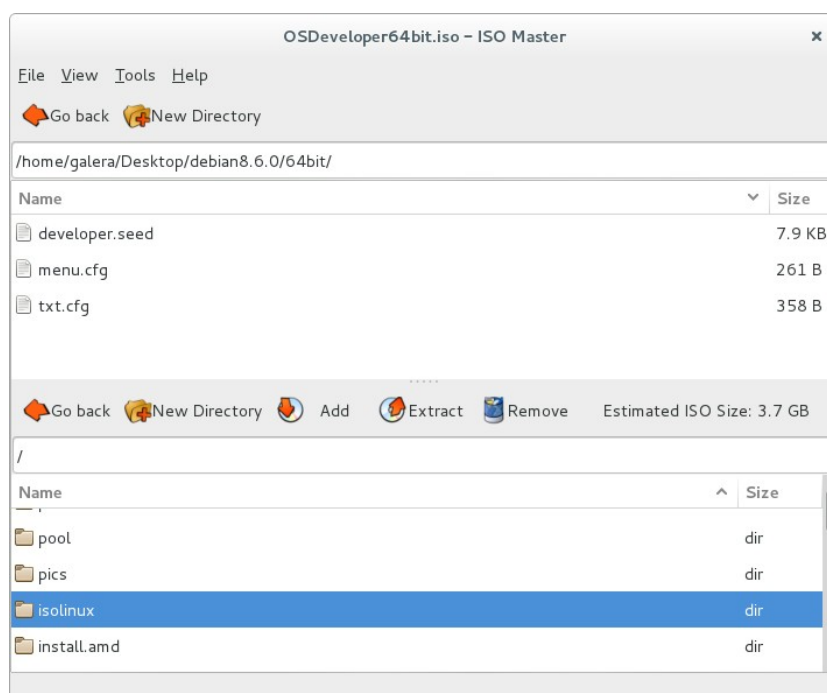 OSDeveloper64bit.iso – ISO Master
File View Tools Help
Go back New Directory
/home/galera/Desktop/debian8.6.0/64bit/
Name Size
developer.seed 7.9 KB
menu.cfg 261 B
txt.cfg 358 B
Go back New Directory Add Extract Remove Estimated ISO Size: 3.7 GB
/
Name Size
pool dir
pics dir
isolinux dir
install.amd dir